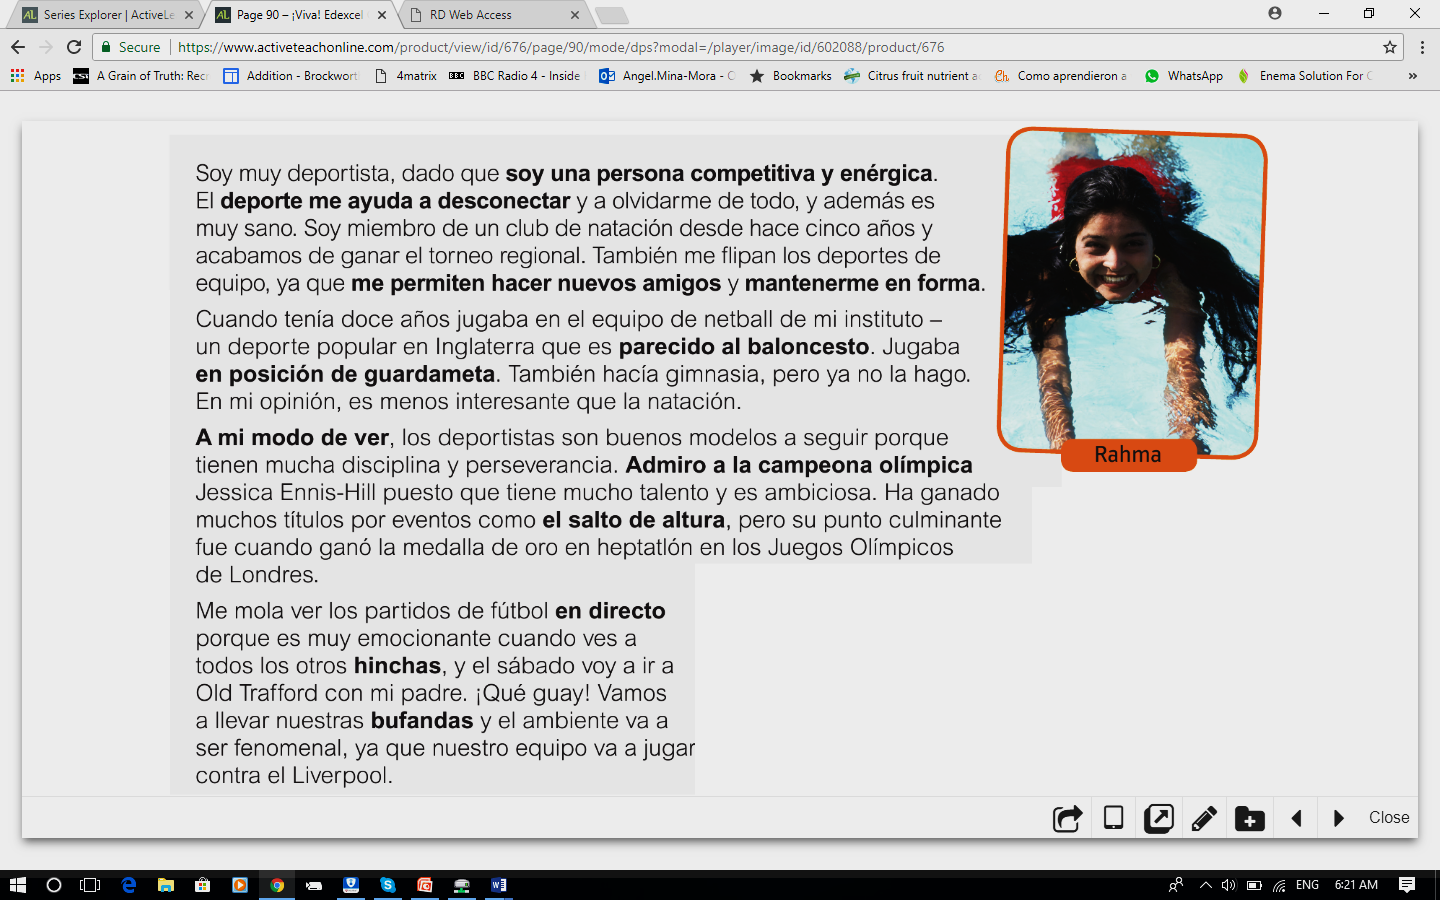 Series Explorer | ActiveLe
Page 90 – ¡Viva! Edexcel
RD Web Access
Secure
https://www.activeteachonline.com/product/view/id/676/page/90/mode/dps?modal=/player/image/id/602088/product/676
Apps
A Grain of Truth: Rec
Addition - Brockwort
4matrix
BBC
BBC Radio 4 - Inside
Angel.Mina-Mora - O
Bookmarks
Citrus fruit nutrient a
Como aprendieron a
WhatsApp
Enema Solution For C
»
Soy muy deportista, dado que soy una persona competitiva y enérgica.
El deporte me ayuda a desconectar y a olvidarme de todo, y además es
muy sano. Soy miembro de un club de natación desde hace cinco años y
acabamos de ganar el torneo regional. También me flipan los deportes de
equipo, ya que me permiten hacer nuevos amigos y mantenerme en forma.
Cuando tenía doce años jugaba en el equipo de netball de mi instituto –
un deporte popular en Inglaterra que es parecido al baloncesto. Jugaba
en posición de guardameta. También hacía gimnasia, pero ya no la hago.
En mi opinión, es menos interesante que la natación.
A mi modo de ver, los deportistas son buenos modelos a seguir porque
tienen mucha disciplina y perseverancia. Admiro a la campeona olímpica
Jessica Ennis-Hill puesto que tiene mucho talento y es ambiciosa. Ha ganado
muchos títulos por eventos como el salto de altura, pero su punto culminante
fue cuando ganó la medalla de oro en heptatlón en los Juegos Olímpicos
de Londres.
Me mola ver los partidos de fútbol en directo
porque es muy emocionante cuando ves a
todos los otros hinchas, y el sábado voy a ir a
Old Trafford con mi padre. ¡Qué guay! Vamos
a llevar nuestras bufandas y el ambiente va a
ser fenomenal, ya que nuestro equipo va a jugar
contra el Liverpool.
Rahma
Close
ENG
6:21 AM